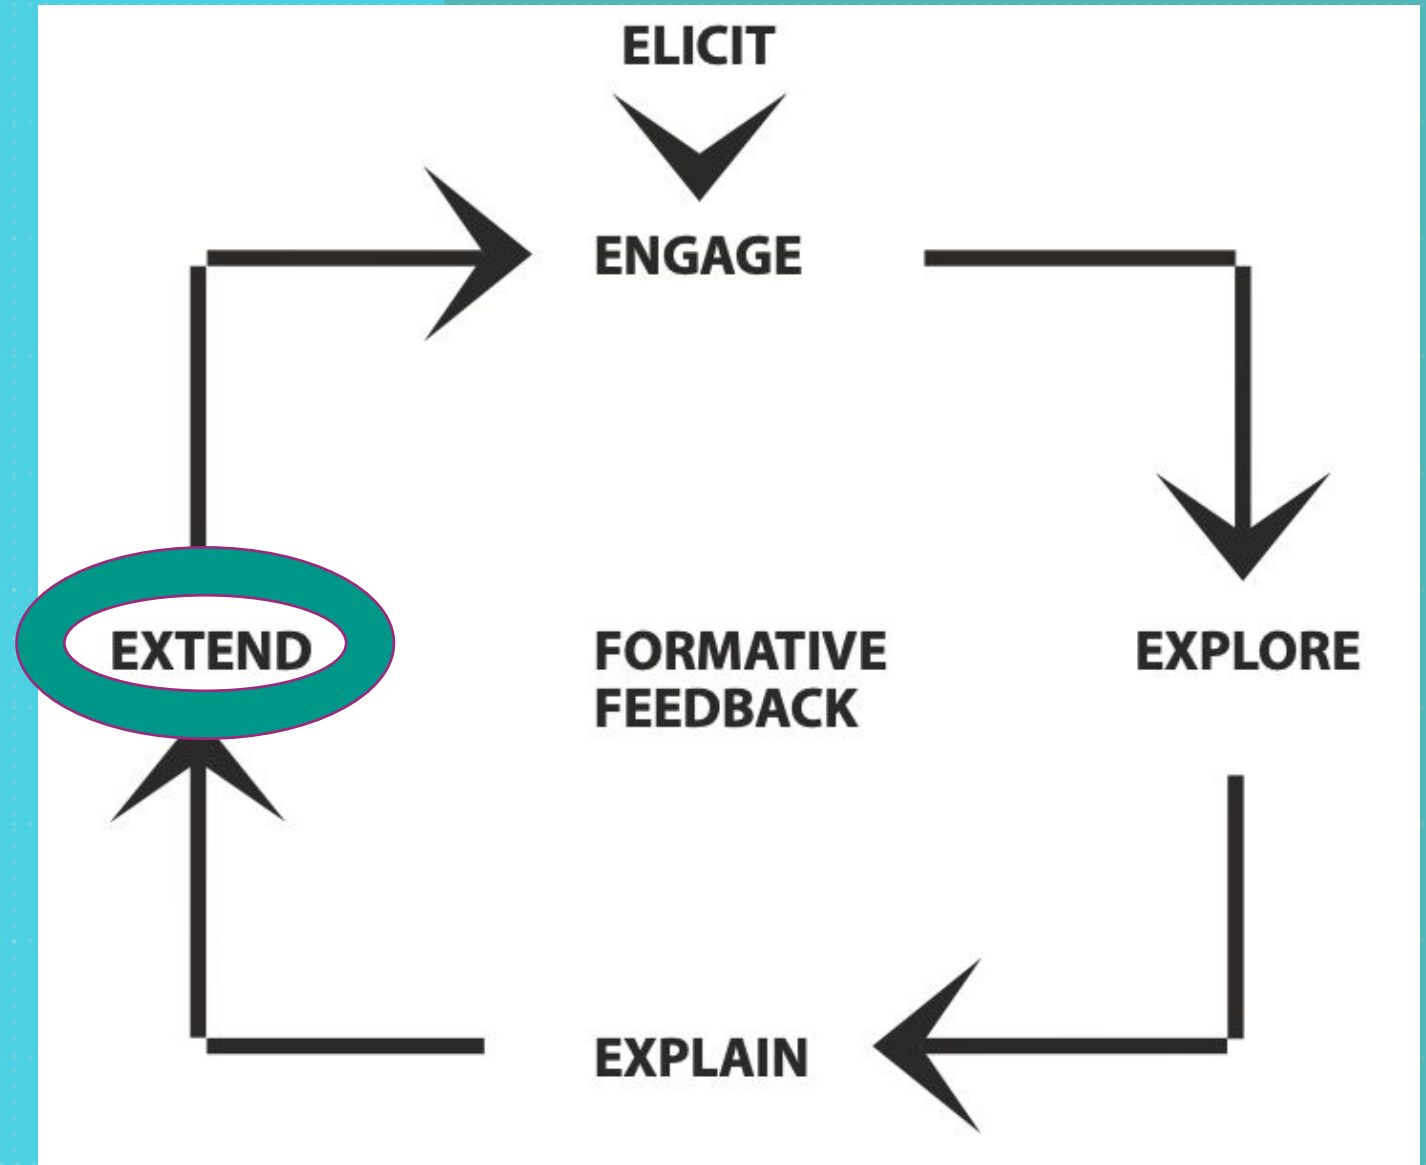 ELICIT
ENGAGE
EXTEND
FORMATIVE
FEEDBACK
EXPLORE
EXPLAIN